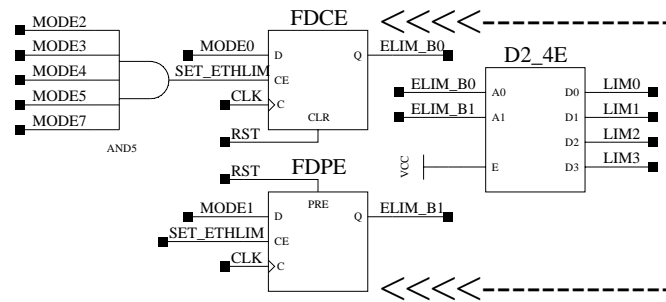 MODE2
MODE3
MODE4
MODE5
MODE7
AND5
SET_ETHLIM
FDCE
MODE0
D
Q
ELIM_B0
CE
CLK
C
CLR
RST
FDPE
RST
PRE
MODE1
D
Q
ELIM_B1
SET_ETHLIM
CE
CLK
C
D2_4E
ELIM_B0
A0
D0
LIM0
ELIM_B1
A1
D1
LIM1
D2
LIM2
VCC
E
D3
LIM3